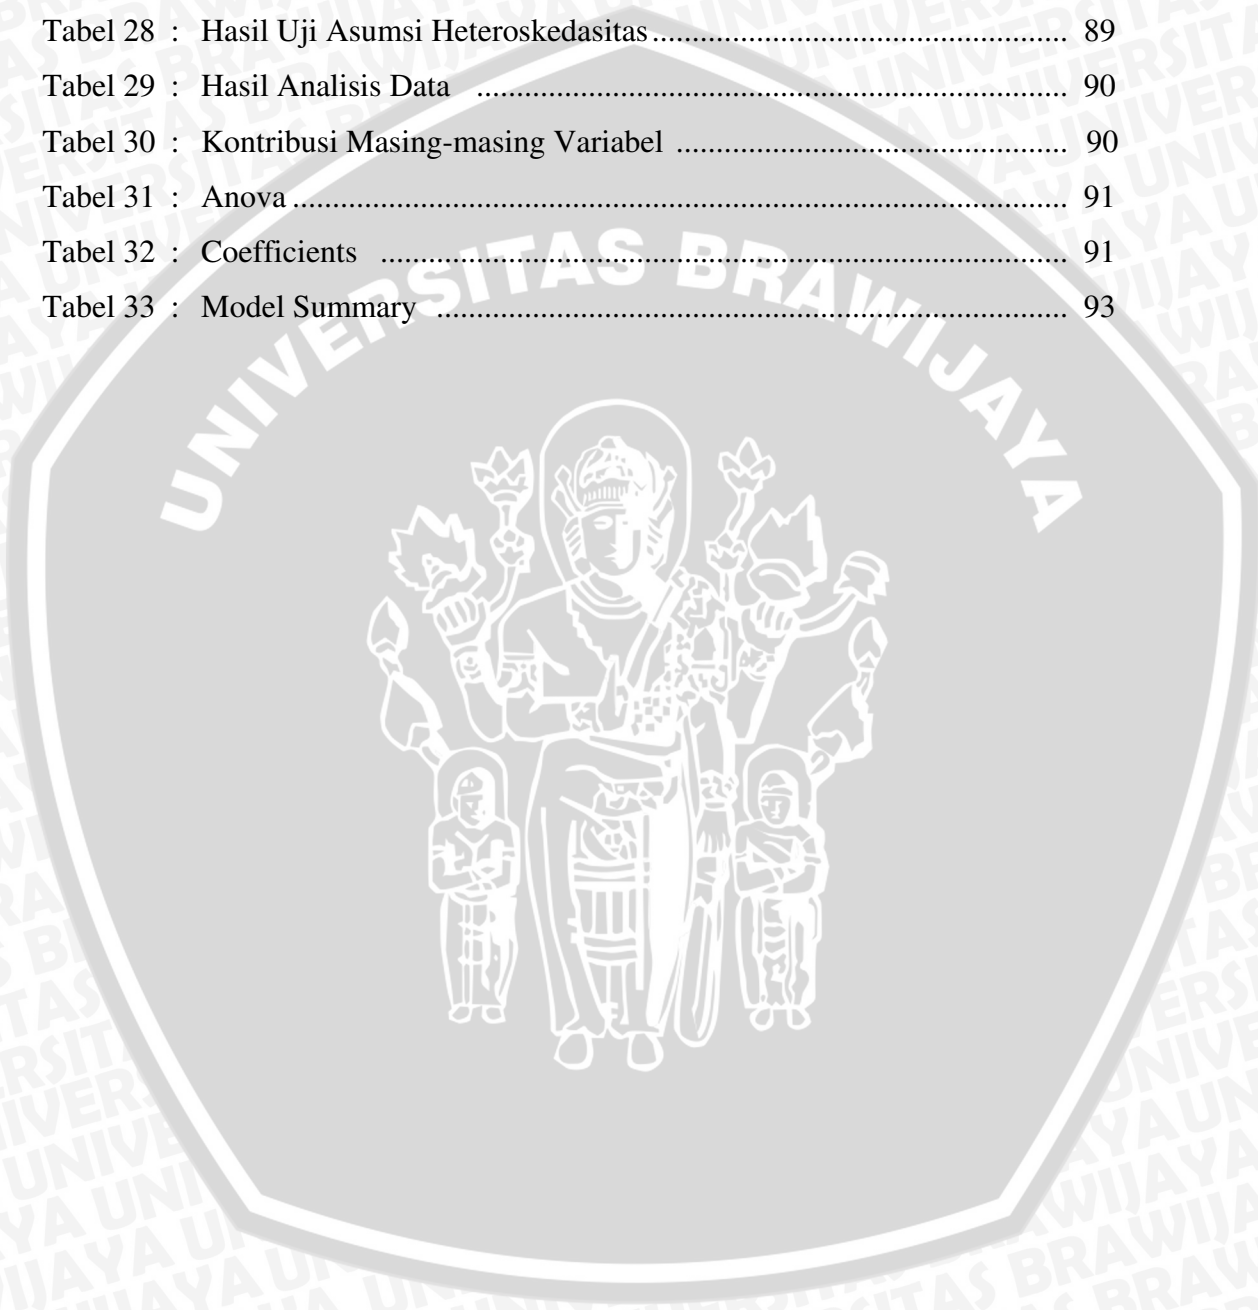 Tabel 28 : Hasil Uji Asumsi Heteroskedasitas.................................................... 89
Tabel 29 : Hasil Analisis Data .......................................................................... 90
Tabel 30 : Kontribusi Masing-masing Variabel ................................................. 90
Tabel 31 : Anova................................................................................................. 91
Tabel 32 : Coefficients ...................................................................................... 91
Tabel 33 : Model Summary ............................................................................... 93
UNIVERSITAS BRAWIJAYA